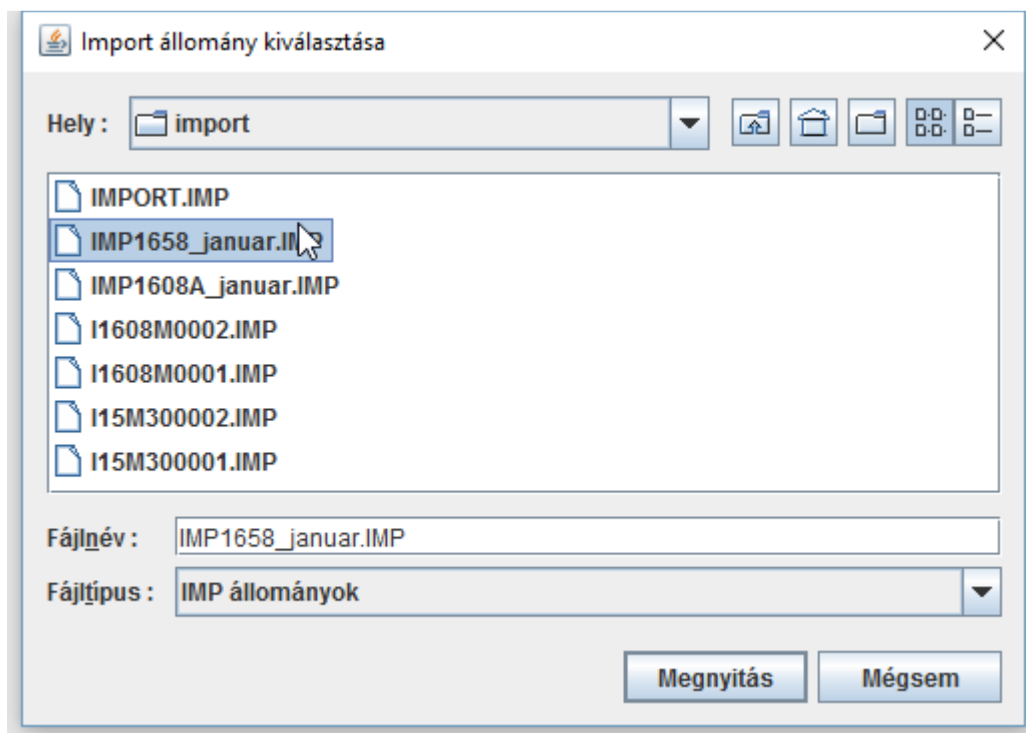 Import állomány kiválasztása
Hely : import
IMPORT.IMP
IMP1658_januar.IMP
IMP1608A_januar.IMP
I1608M0002.IMP
I1608M0001.IMP
I15M300002.IMP
I15M300001.IMP
Fájlnév : IMP1658_januar.IMP
Fájltípus : IMP állományok
Megnyitás Mégsem